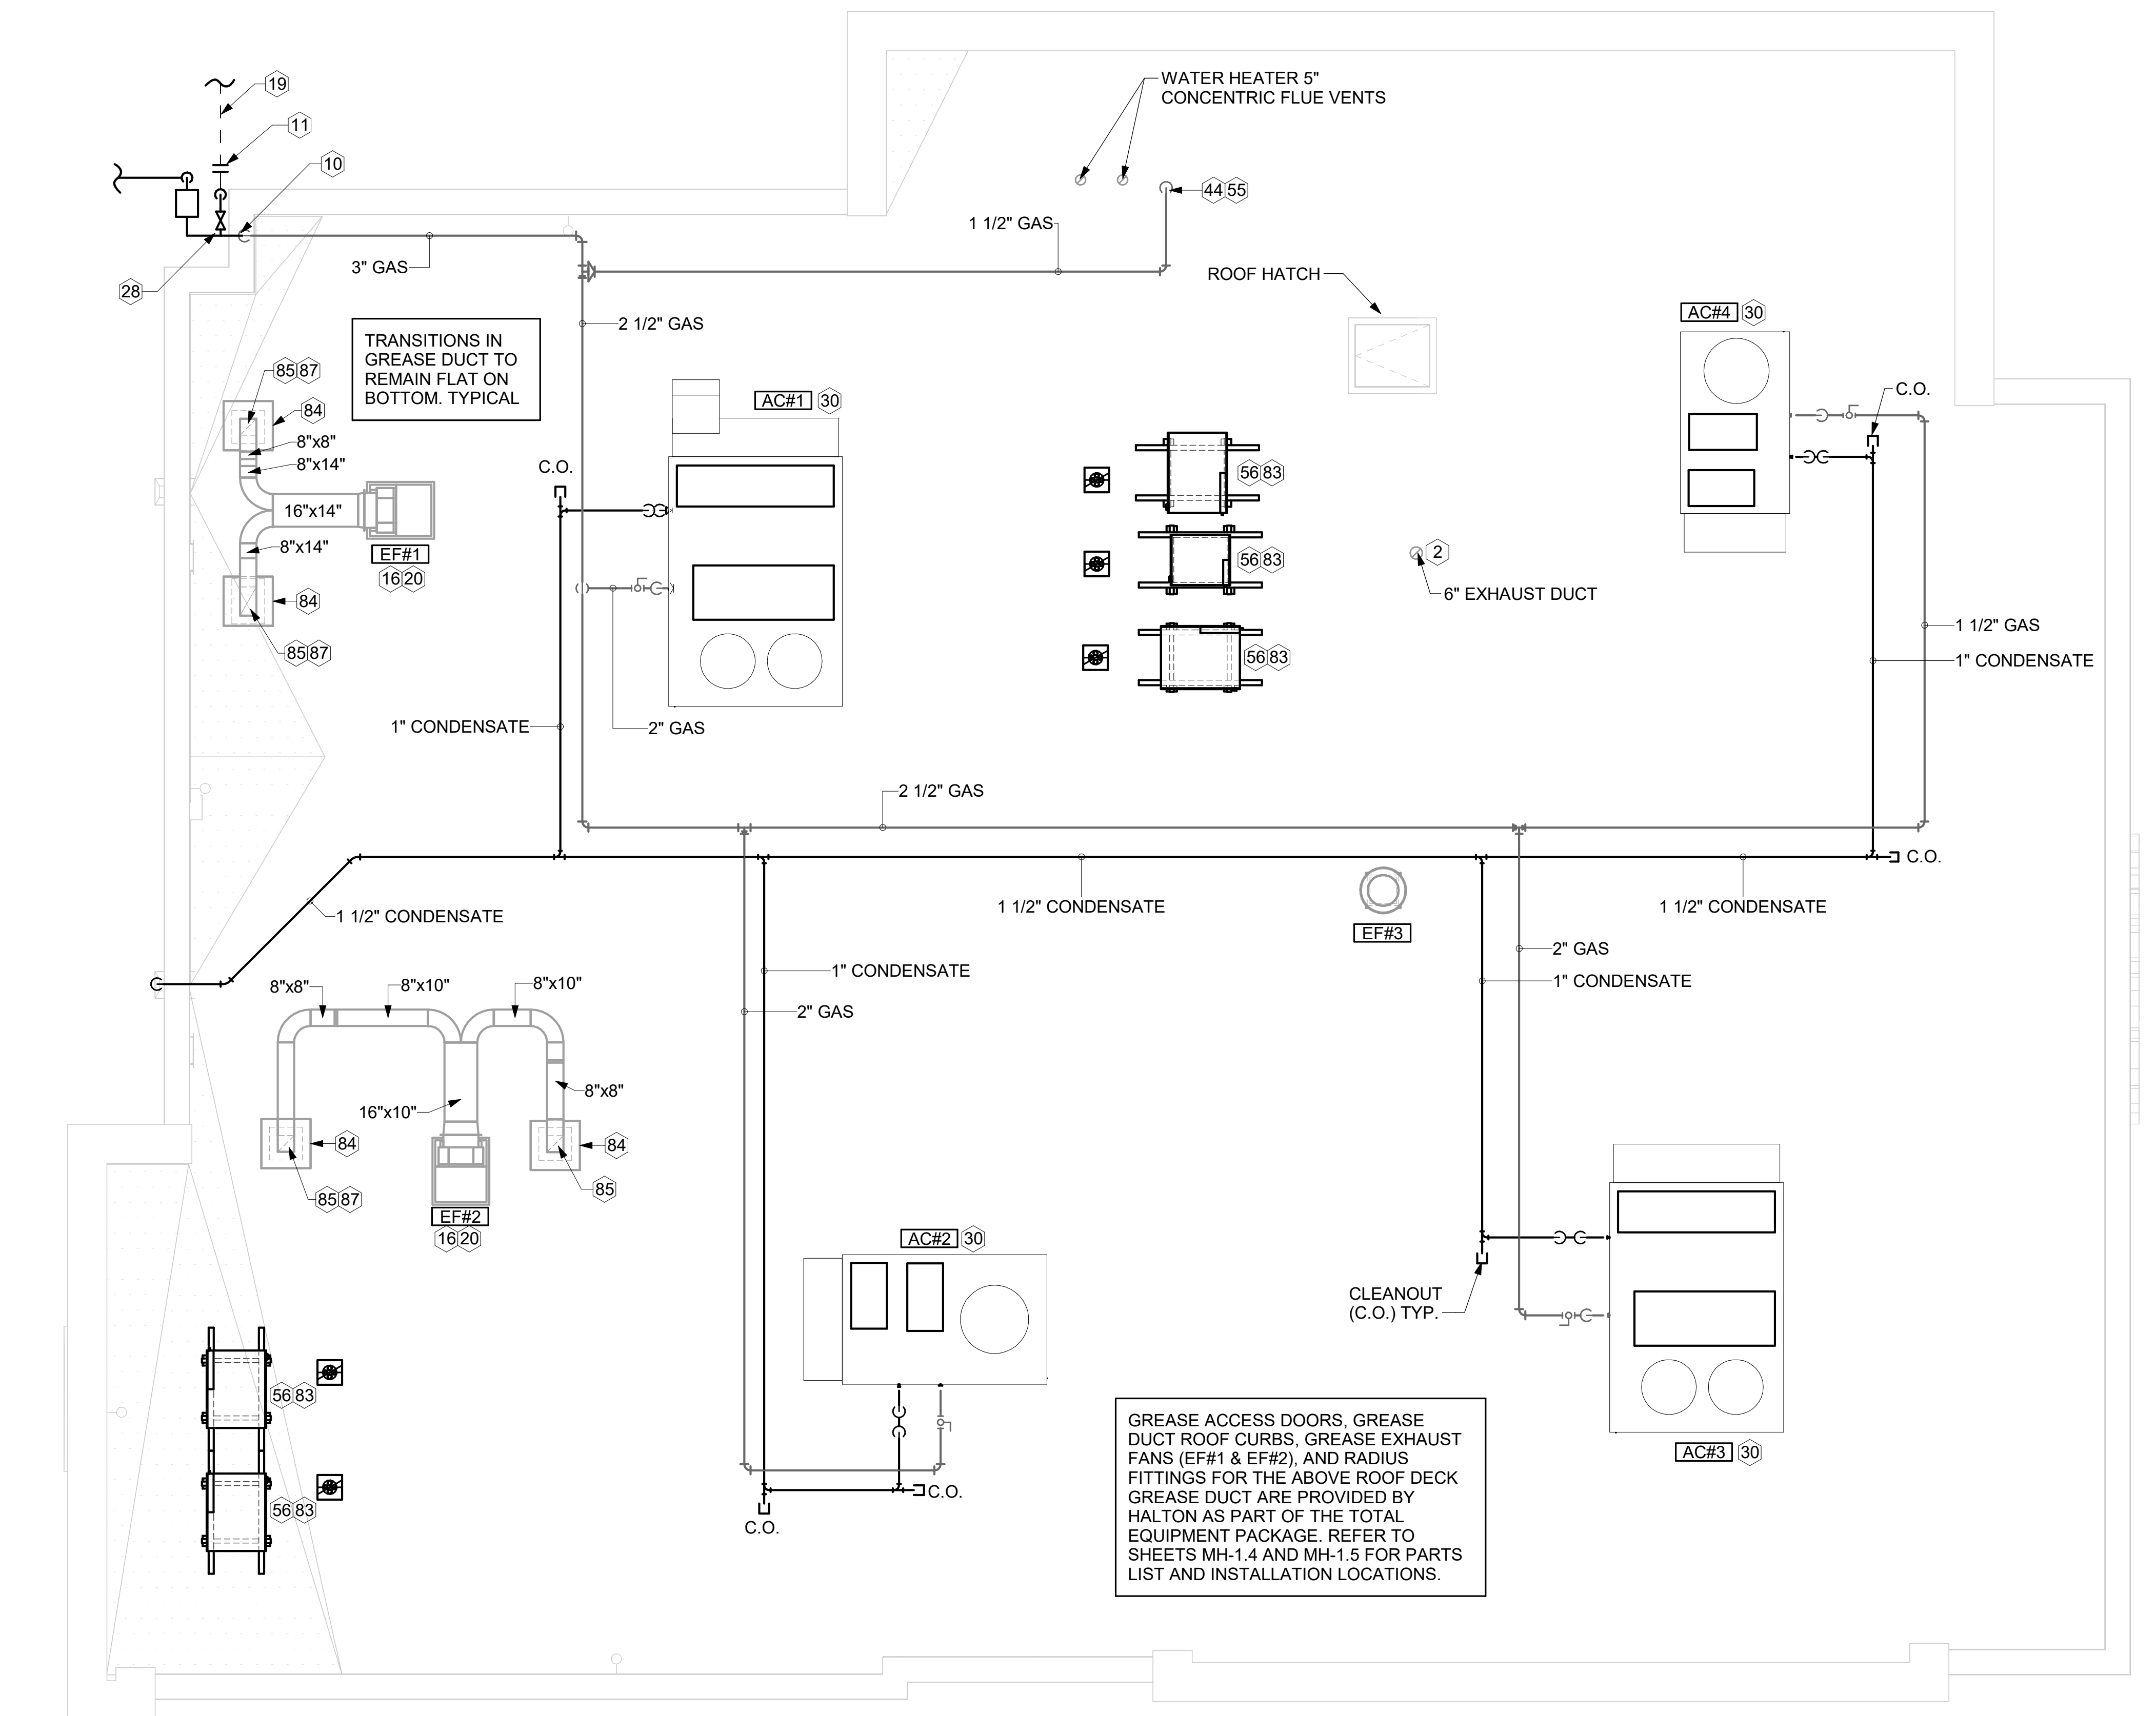 19
11
10
28
WATER HEATER 5"
CONCENTRIC FLUE VENTS
44 55
1 1/2" GAS
3" GAS
ROOF HATCH
2 1/2" GAS
TRANSITIONS IN
GREASE DUCT TO
REMAIN FLAT ON
BOTTOM. TYPICAL
AC#4 30
C.O.
85 87
84
8"x8"
8"x14"
16"x14"
8"x14"
EF#1
16 20
84
85 87
AC#1 30
C.O.
56 83
56 83
56 83
2
6" EXHAUST DUCT
1 1/2" GAS
1" CONDENSATE
1" CONDENSATE
2" GAS
2 1/2" GAS
C.O.
1 1/2" CONDENSATE
1 1/2" CONDENSATE
1 1/2" CONDENSATE
EF#3
2" GAS
1" CONDENSATE
1" CONDENSATE
2" GAS
8"x8"
8"x10"
8"x10"
8"x8"
16"x10"
84
84
85 87
85
EF#2
16 20
AC#2 30
CLEANOUT
(C.O.) TYP.
56 83
56 83
C.O.
C.O.
AC#3 30
GREASE ACCESS DOORS, GREASE
DUCT ROOF CURBS, GREASE EXHAUST
FANS (EF#1 & EF#2), AND RADIUS
FITTINGS FOR THE ABOVE ROOF DECK
GREASE DUCT ARE PROVIDED BY
HALTON AS PART OF THE TOTAL
EQUIPMENT PACKAGE. REFER TO
SHEETS MH-1.4 AND MH-1.5 FOR PARTS
LIST AND INSTALLATION LOCATIONS.